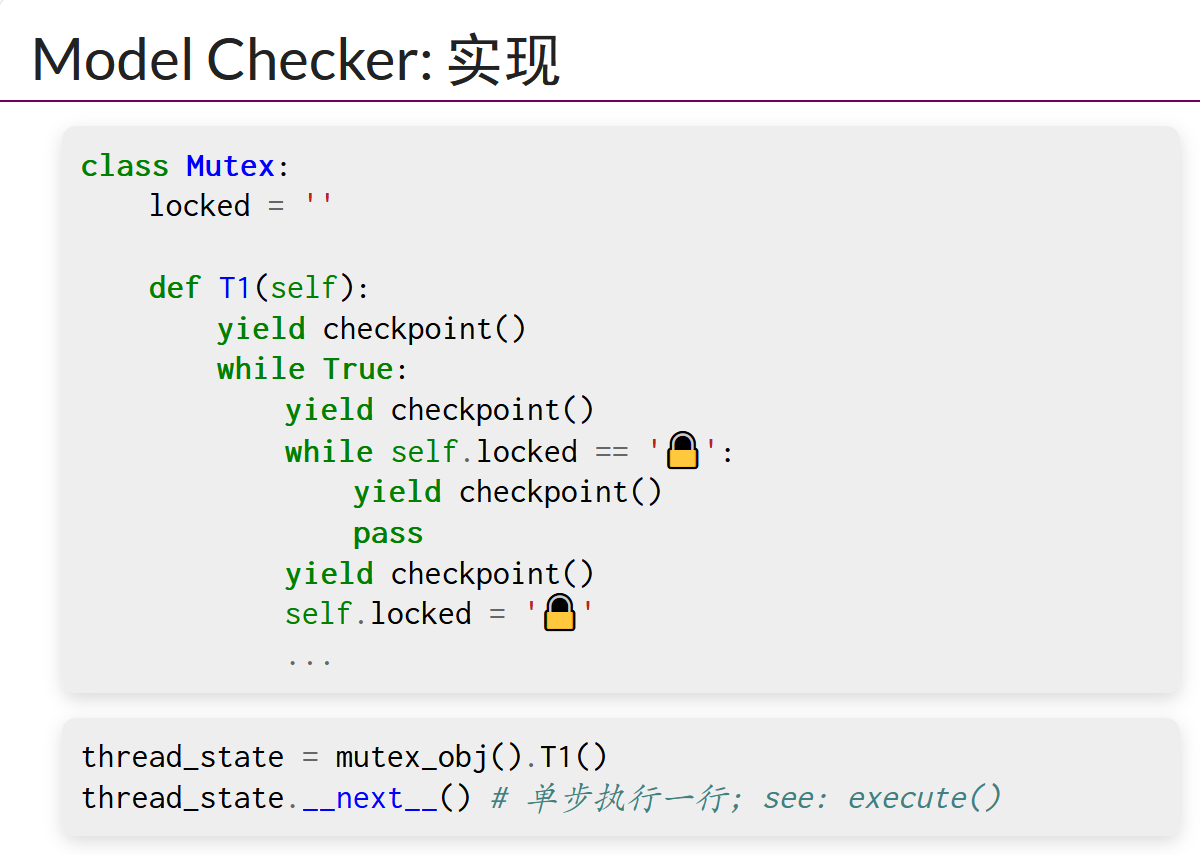 Model Checker: 实现
class Mutex:
    locked = ''

    def T1(self):
        yield checkpoint()
        while True:
            yield checkpoint()
            while self.locked == '🔒':
                yield checkpoint()
                pass
            yield checkpoint()
            self.locked = '🔒'
            ...
thread_state = mutex_obj().T1()
thread_state.__next__() # 单步执行一行; see: execute()